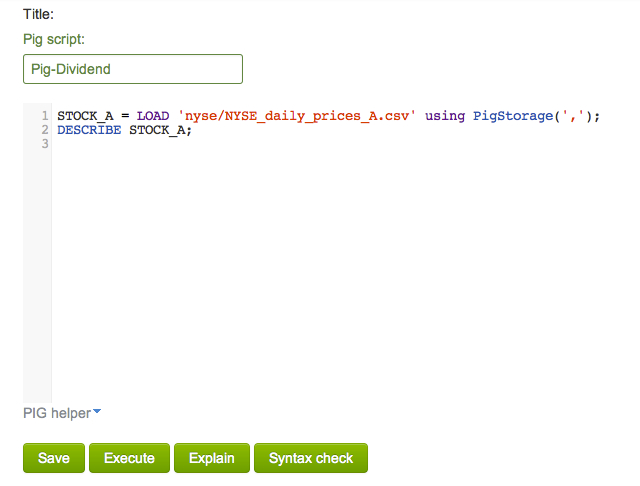 Title:
Pig script:
Pig-Dividend
1 STOCK_A = LOAD 'nyse/NYSE_daily_prices_A.csv' using PigStorage(',');
2 DESCRIBE STOCK_A;
3
PIG helper
Save Execute Explain Syntax check